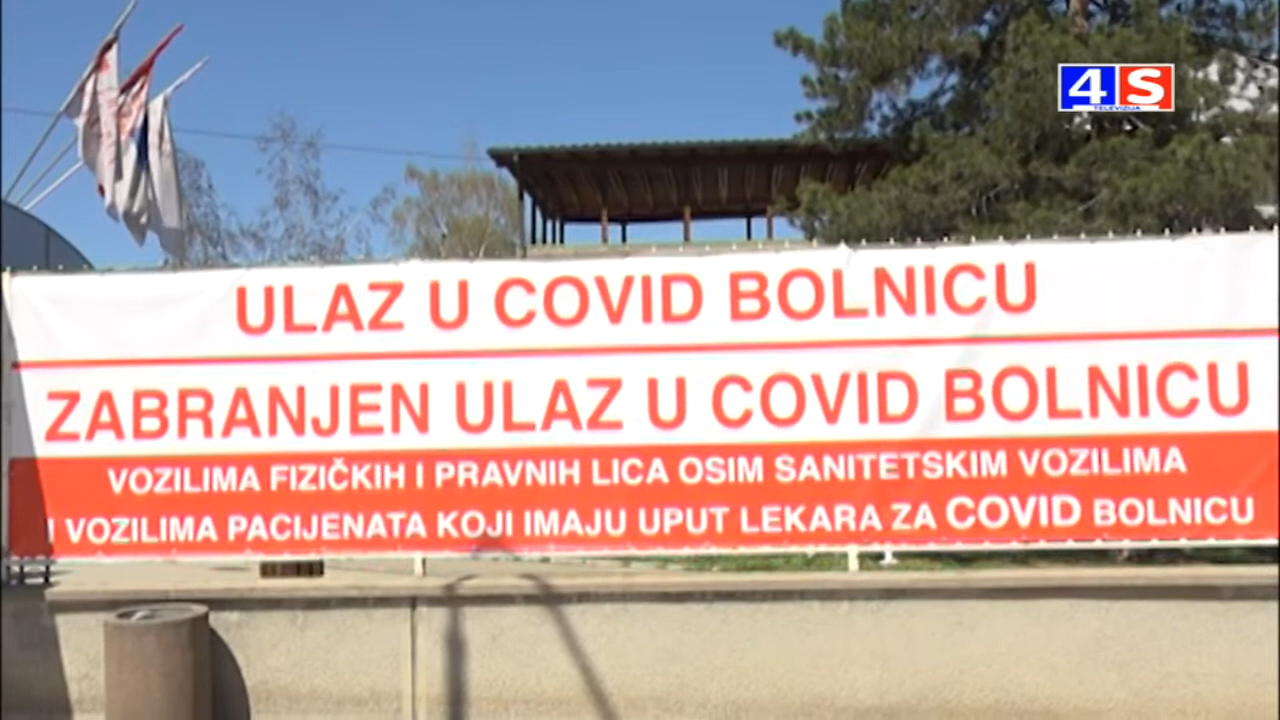 4S
TELEVIZIJA
ULAZ U COVID BOLNICU
ZABRANJEN ULAZ U COVID BOLNICU
VOZILIMA FIZIČKIH I PRAVNIH LICA OSIM SANITETSKIM VOZILIMA
I VOZILIMA PACIJENATA KOJI IMAJU UPUT LEKARA ZA COVID BOLNICU